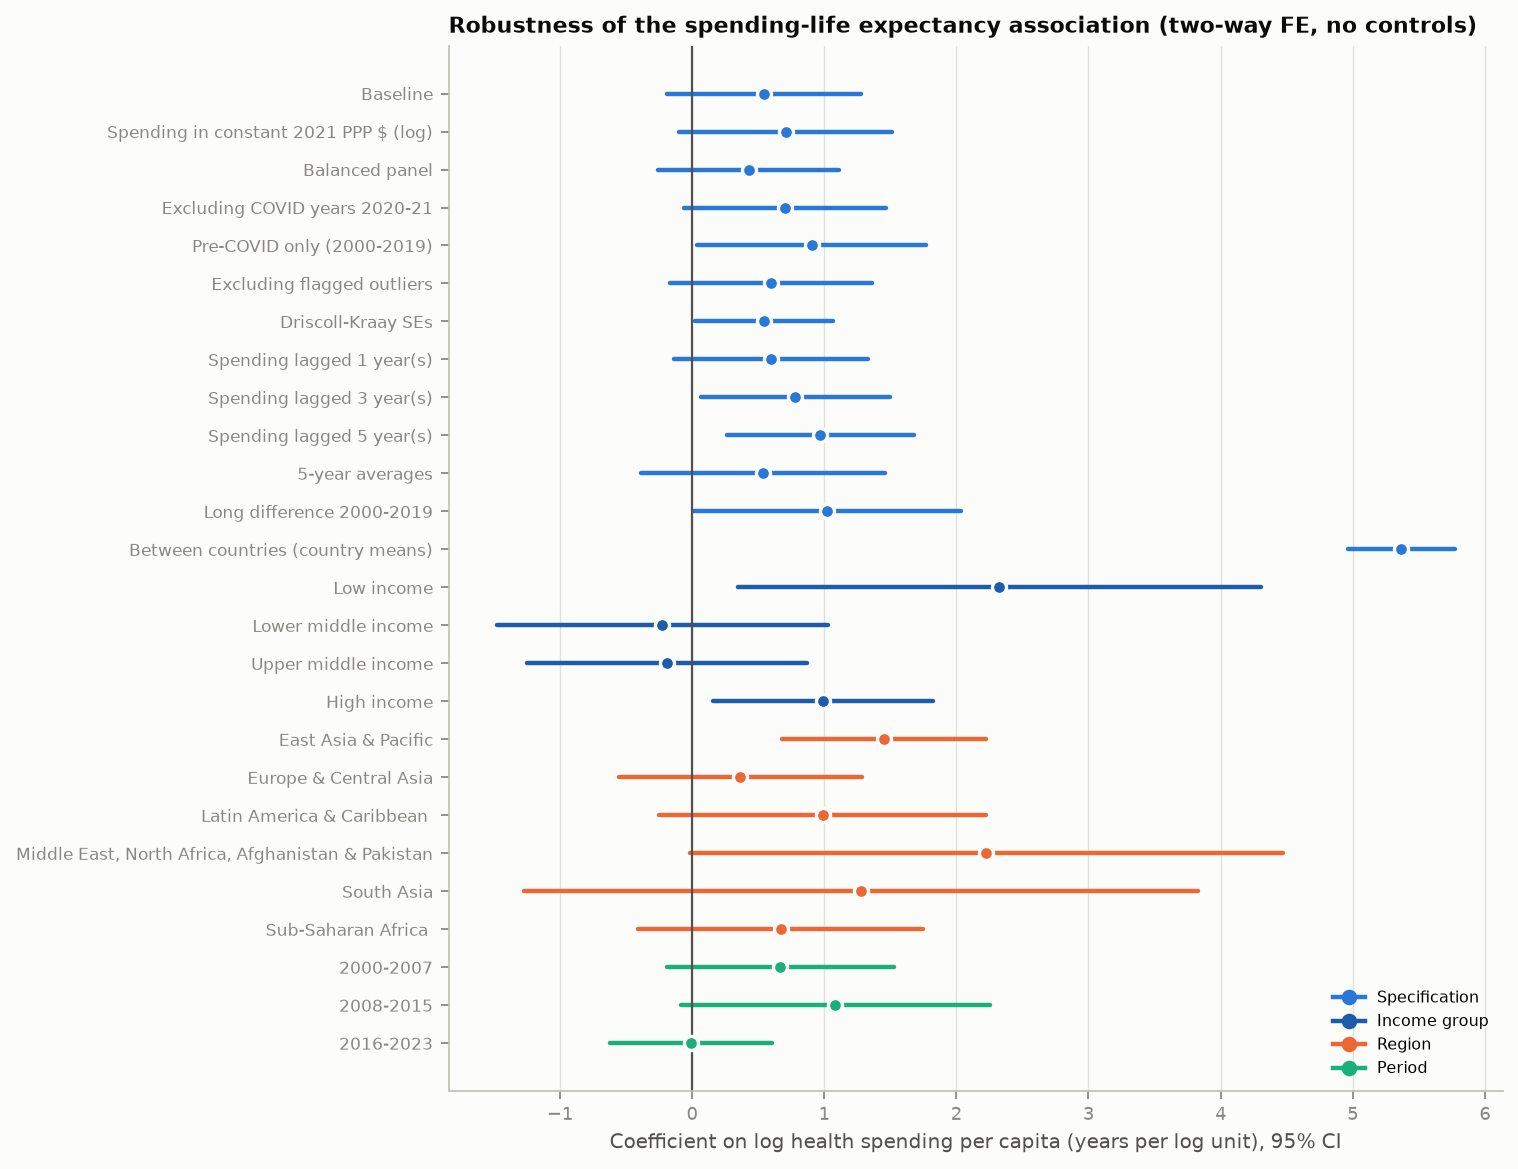 Robustness of the spending-life expectancy association (two-way FE, no controls)
Baseline
Spending in constant 2021 PPP $ (log)
Balanced panel
Excluding COVID years 2020-21
Pre-COVID only (2000-2019)
Excluding flagged outliers
Driscoll-Kraay SEs
Spending lagged 1 year(s)
Spending lagged 3 year(s)
Spending lagged 5 year(s)
5-year averages
Long difference 2000-2019
Between countries (country means)
Low income
Lower middle income
Upper middle income
High income
East Asia & Pacific
Europe & Central Asia
Latin America & Caribbean
Middle East, North Africa, Afghanistan & Pakistan
South Asia
Sub-Saharan Africa
2000-2007
2008-2015
2016-2023
Specification
Income group
Region
Period
−1 0 1 2 3 4 5 6
Coefficient on log health spending per capita (years per log unit), 95% CI